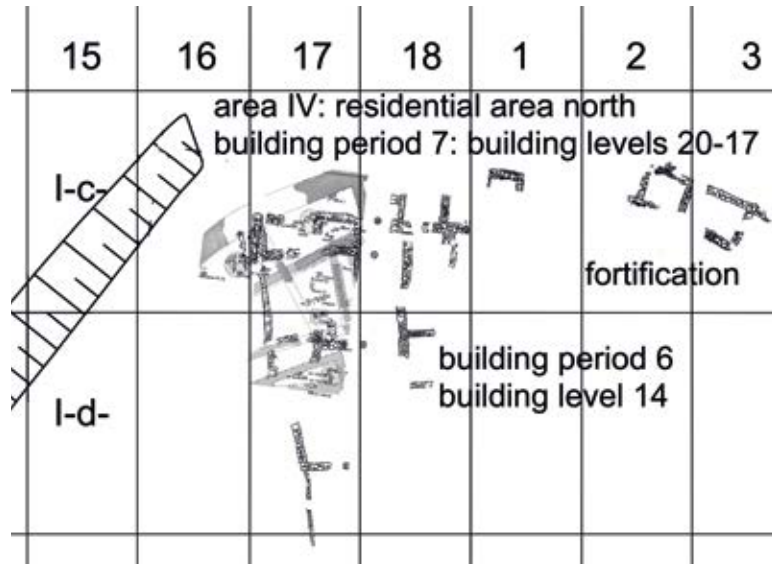 15 16 17 18 1 2 3
area IV: residential area north
building period 7: building levels 20-17
I-c-
fortification
building period 6
building level 14
I-d-